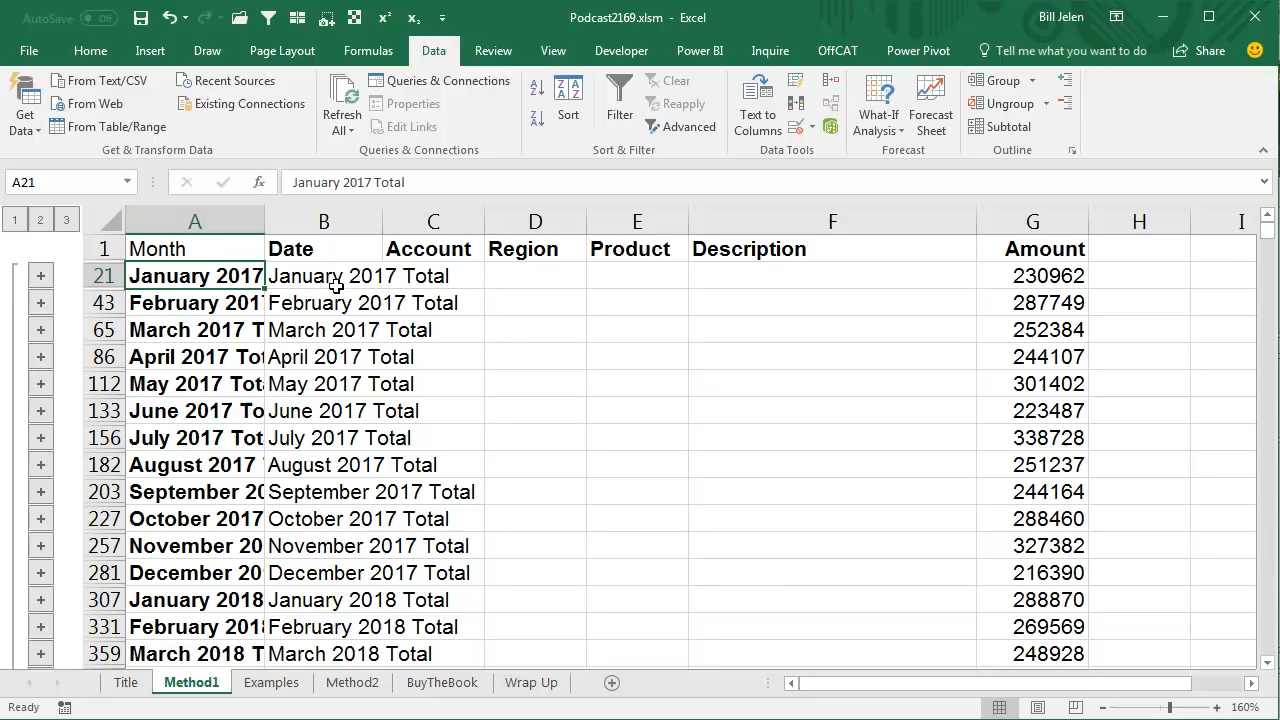 AutoSave Off Podcast2169.xlsm - Excel Bill Jelen
File Home Insert Draw Page Layout Formulas Data Review View Developer Power BI Inquire OffCAT Power Pivot Tell me what you want to do Share
From Text/CSV Recent Sources Queries & Connections Clear Group
From Web Existing Connections Properties Reapply Ungroup
From Table/Range Edit Links Advanced Subtotal
Get Data Refresh All Sort Filter Text to Columns What-If Analysis Forecast Sheet
Get & Transform Data Queries & Connections Sort & Filter Data Tools Forecast Outline
A21 fx January 2017 Total
1 2 3 A B C D E F G H I
1 Month Date Account Region Product Description Amount
21 January 2017 January 2017 Total 230962
43 February 201 February 2017 Total 287749
65 March 2017 T March 2017 Total 252384
86 April 2017 Tot April 2017 Total 244107
112 May 2017 Tota May 2017 Total 301402
133 June 2017 To June 2017 Total 223487
156 July 2017 Tot July 2017 Total 338728
182 August 2017 August 2017 Total 251237
203 September 20 September 2017 Total 244164
227 October 2017 October 2017 Total 288460
257 November 20 November 2017 Total 327382
281 December 20 December 2017 Total 216390
307 January 2018 January 2018 Total 288870
331 February 2018 February 2018 Total 269569
359 March 2018 T March 2018 Total 248928
Title Method1 Examples Method2 BuyTheBook Wrap Up
Ready 160%